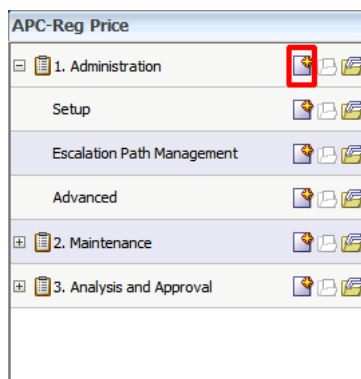 APC-Reg Price
1. Administration
Setup
Escalation Path Management
Advanced
2. Maintenance
3. Analysis and Approval